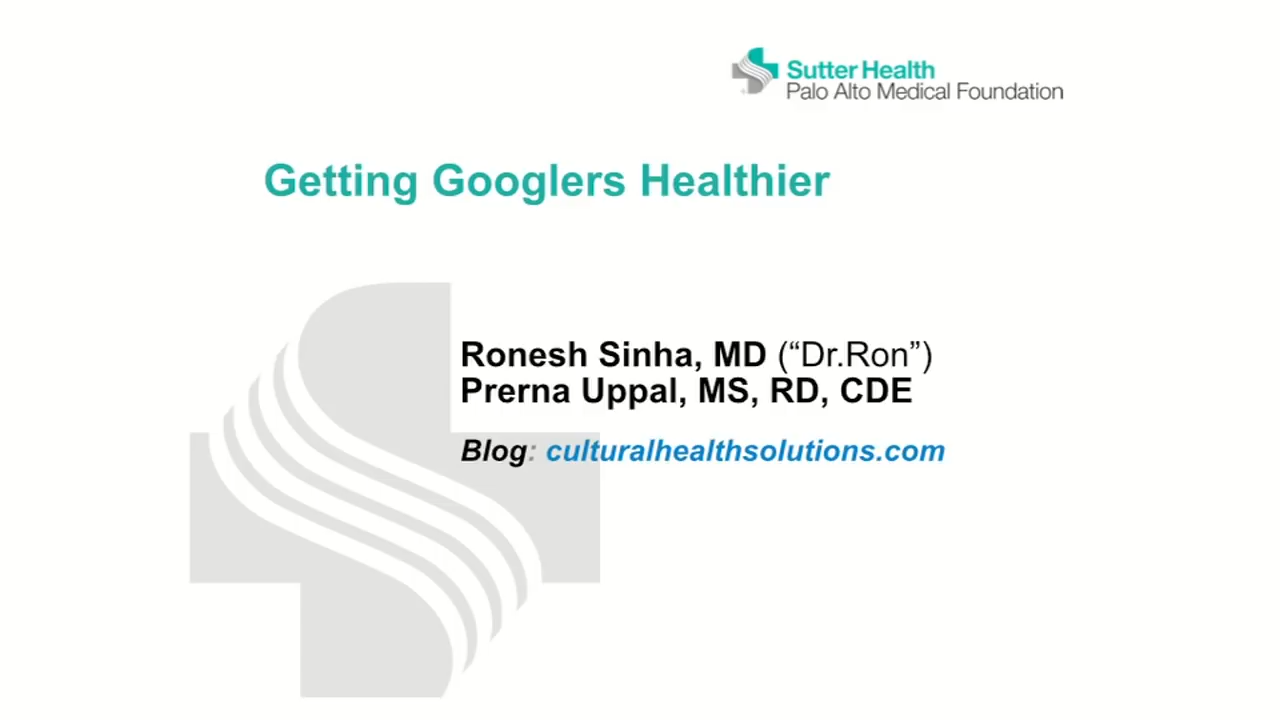 Sutter Health
Palo Alto Medical Foundation
Getting Googlers Healthier
Ronesh Sinha, MD (“Dr.Ron”)
Prerna Uppal, MS, RD, CDE
Blog: culturalhealthsolutions.com